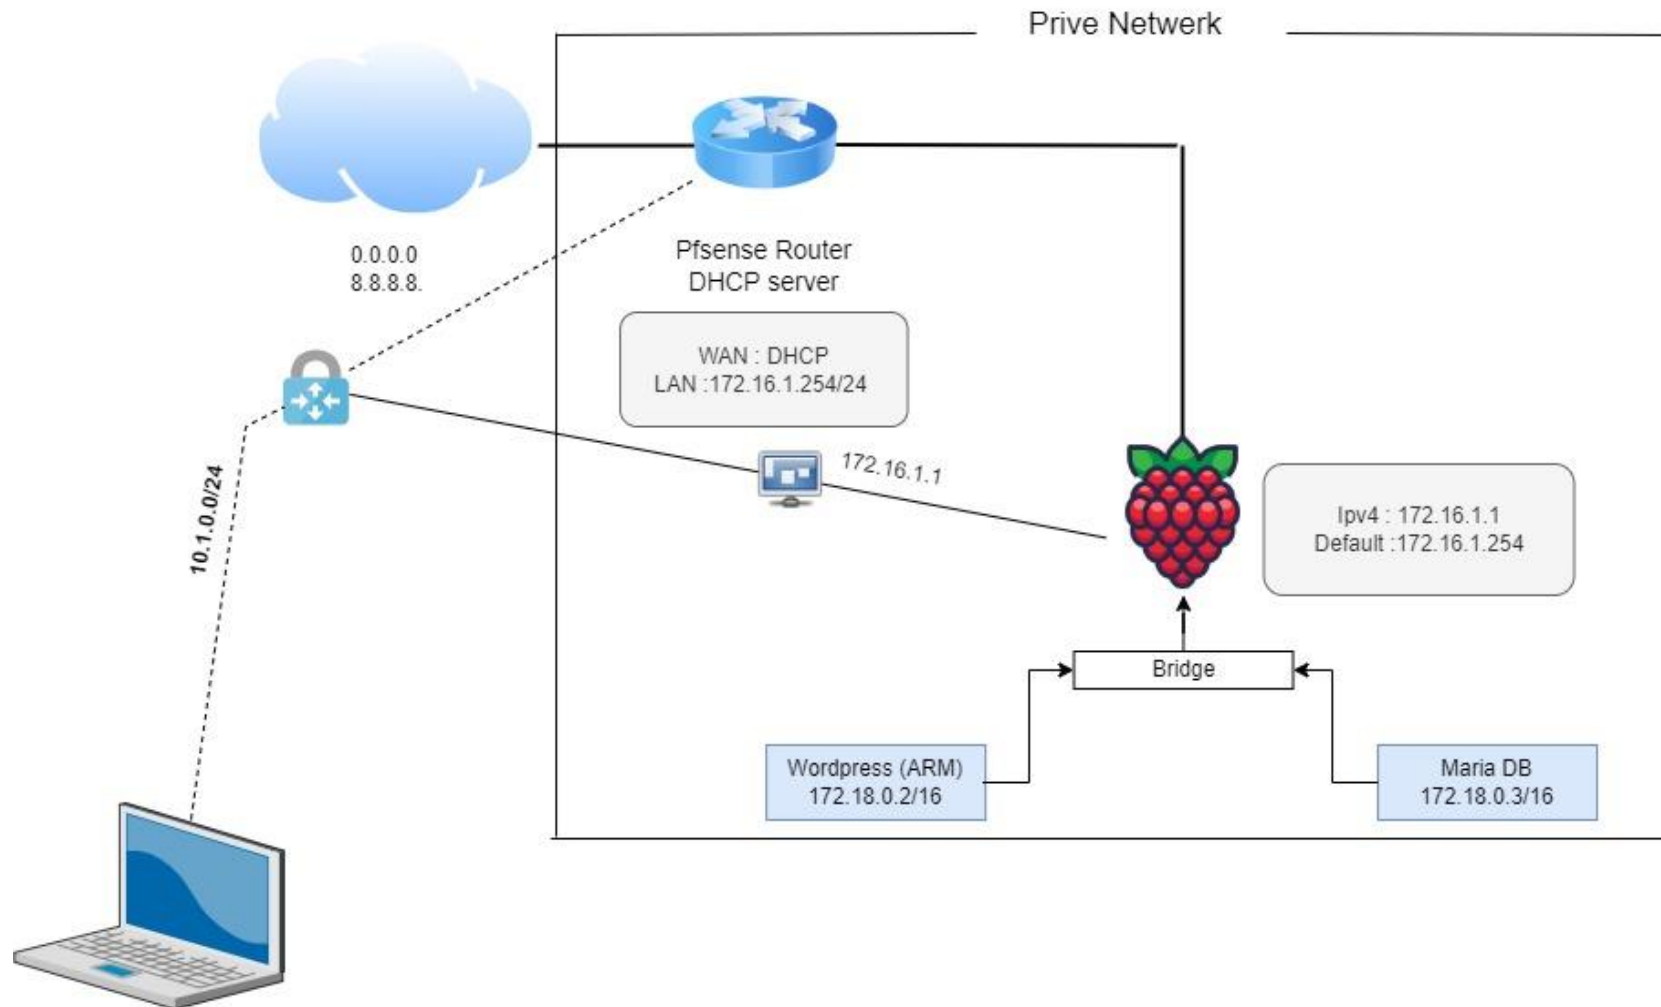 Prive Netwerk
0.0.0.0
8.8.8.8.
Pfsense Router
DHCP server
WAN : DHCP
LAN :172.16.1.254/24
10.1.0.0/24
172.16.1.1
Ipv4 : 172.16.1.1
Default :172.16.1.254
Bridge
Wordpress (ARM)
172.18.0.2/16
Maria DB
172.18.0.3/16